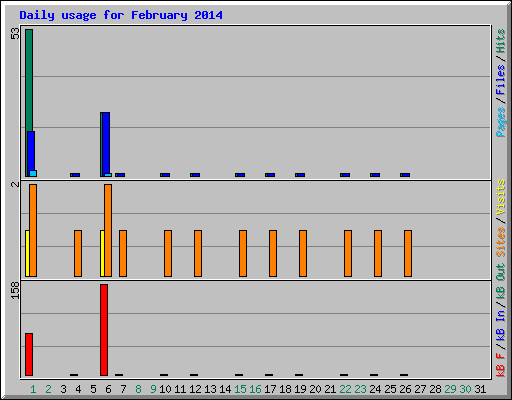 Daily usage for February 2014
53
Pages / Files / Hits
2
Sites / Visits
158
kB F / kB In / kB Out
1 2 3 4 5 6 7 8 9 10 11 12 13 14 15 16 17 18 19 20 21 22 23 24 25 26 27 28 29 30 31